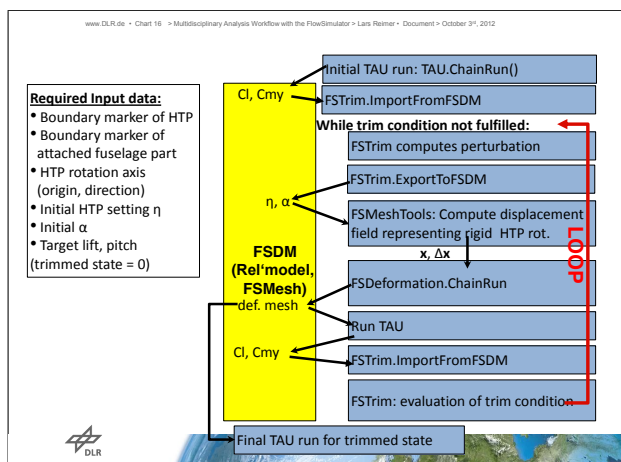 www.DLR.de • Chart 16 > Multidisciplinary Analysis Workflow with the FlowSimulator > Lars Reimer • Document > October 3rd, 2012
Required Input data:
• Boundary marker of HTP
• Boundary marker of
attached fuselage part
• HTP rotation axis
(origin, direction)
• Initial HTP setting η
• Initial α
• Target lift, pitch
(trimmed state = 0)
Cl, Cmy
η, α
FSDM
(Rel'model,
FSMesh)
def. mesh
Cl, Cmy
Initial TAU run: TAU.ChainRun()
FSTrim.ImportFromFSDM
While trim condition not fulfilled:
FSTrim computes perturbation
FSTrim.ExportToFSDM
FSMeshTools: Compute displacement
field representing rigid HTP rot.
x, Δx
FSDeformation.ChainRun
Run TAU
FSTrim.ImportFromFSDM
FSTrim: evaluation of trim condition
LOOP
Final TAU run for trimmed state
DLR